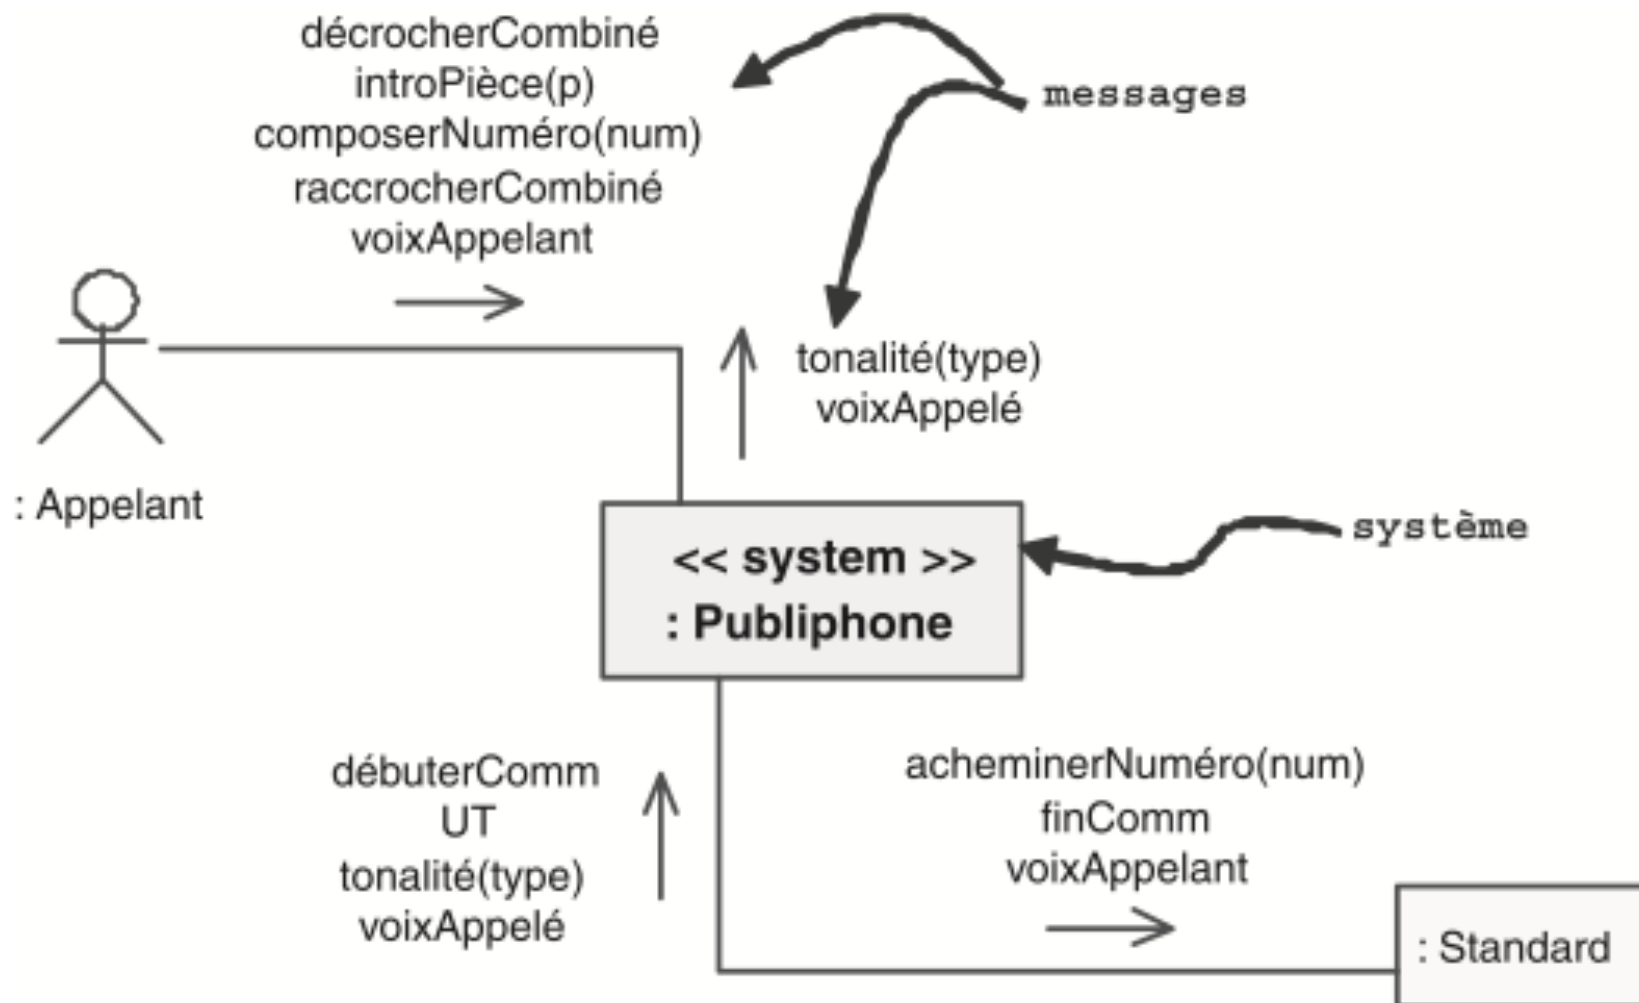 décrocherCombiné
introPièce(p)
composerNuméro(num)
raccrocherCombiné
voixAppelant
messages
tonalité(type)
voixAppelé
: Appelant
<< system >>
: Publiphone
système
débuterComm
UT
tonalité(type)
voixAppelé
acheminerNuméro(num)
finComm
voixAppelant
: Standard